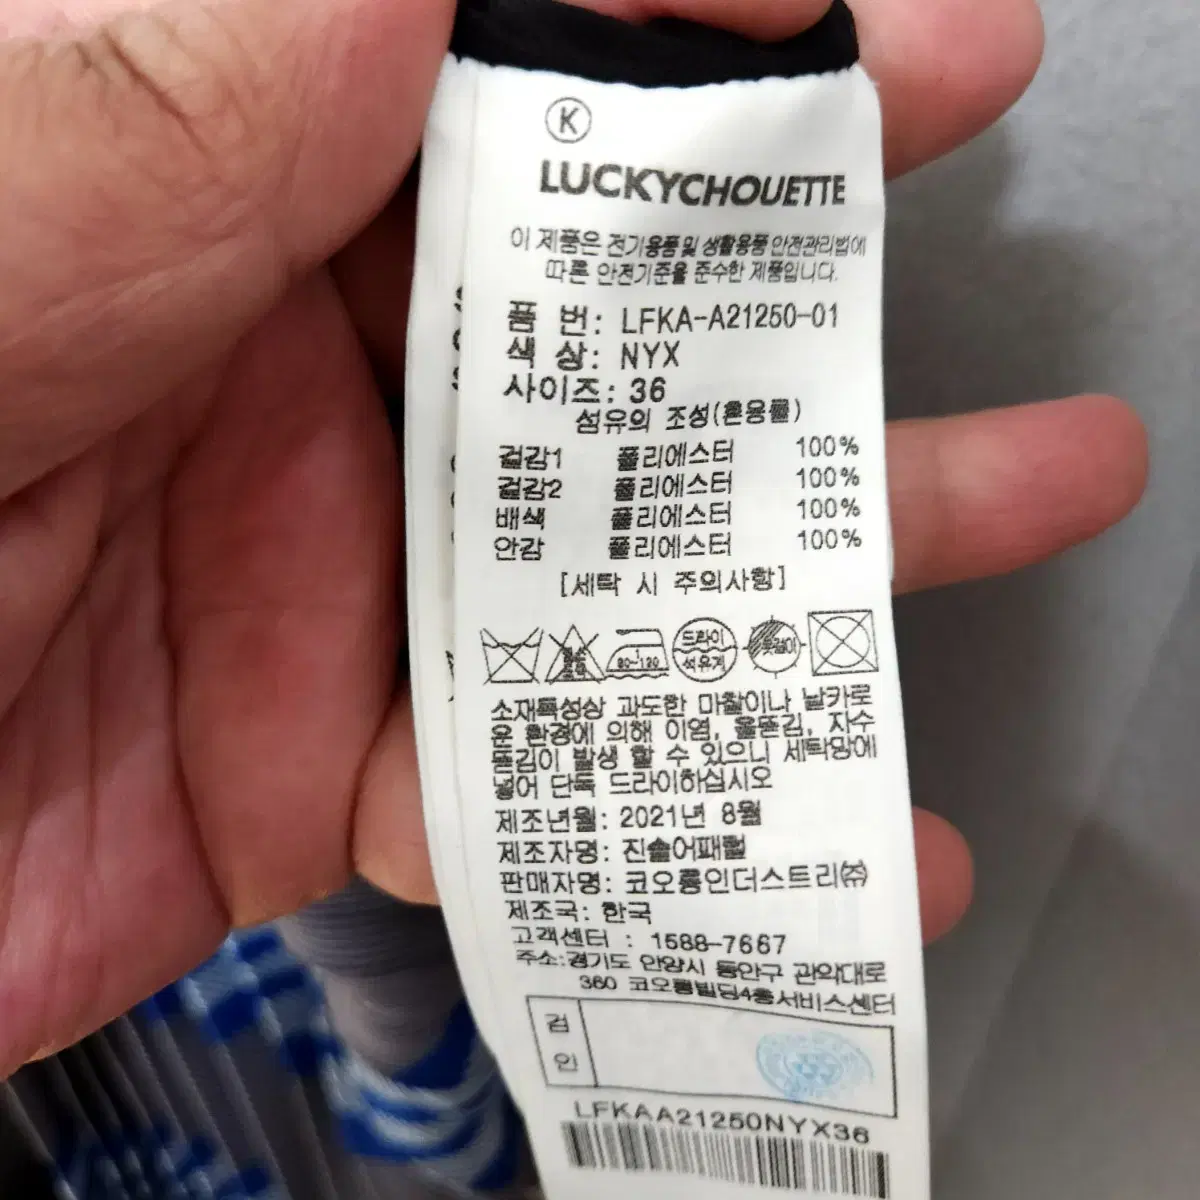 K
LUCKYCHOUETTE
이 제품은 전기용품 및 생활용품 안전관리법에
따른 안전기준을 준수한 제품입니다.
품 번: LFKA-A21250-01
색 상: NYX
사이즈: 36
섬유의 조성(혼용률)
겉감1 폴리에스터 100%
겉감2 폴리에스터 100%
배색 폴리에스터 100%
안감 폴리에스터 100%
[세탁 시 주의사항]
80~120 드라이 석유계 옷걸이
소재특성상 과도한 마찰이나 날카로
운 환경에 의해 이염, 올뜯김, 자수
뜯김이 발생 할 수 있으니 세탁망에
넣어 단독 드라이하십시오
제조년월: 2021년 8월
제조자명: 진솔어패럴
판매자명: 코오롱인더스트리㈜
제조국: 한국
고객센터 : 1588-7667
주소:경기도 안양시 동안구 관악대로
360 코오롱빌딩4층서비스센터
검
인
LFKAA21250NYX36